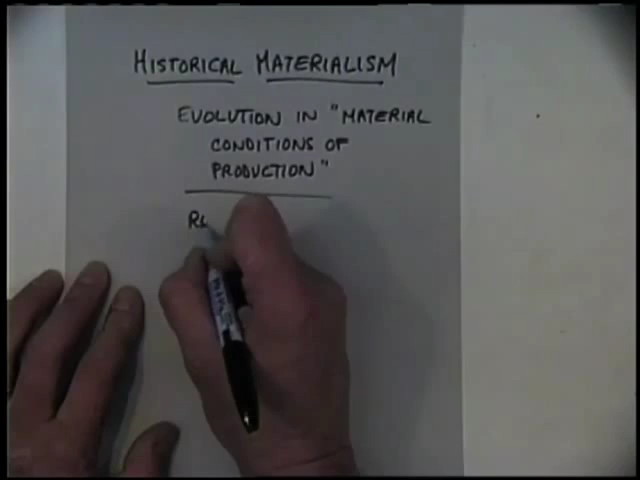 HISTORICAL MATERIALISM
EVOLUTION IN "MATERIAL
CONDITIONS OF
PRODUCTION"